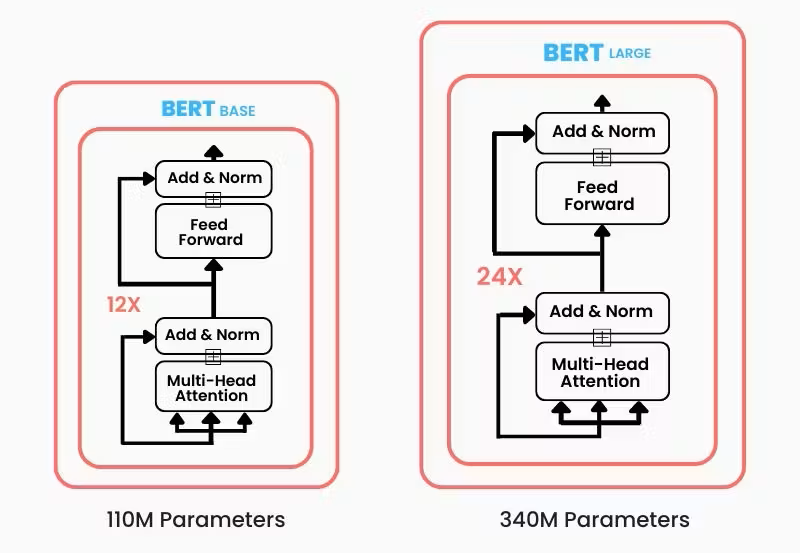 BERT BASE
Add & Norm
Feed
Forward
12X
Add & Norm
Multi-Head
Attention
110M Parameters
BERT LARGE
Add & Norm
Feed
Forward
24X
Add & Norm
Multi-Head
Attention
340M Parameters